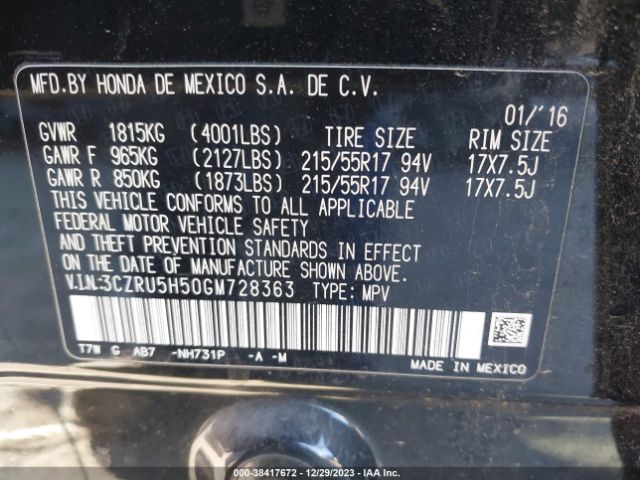 MFD.BY HONDA DE MEXICO S.A. DE C.V.
01/'16
GVWR 1815KG (4001LBS) TIRE SIZE RIM SIZE
GAWR F 965KG (2127LBS) 215/55R17 94V 17X7.5J
GAWR R 850KG (1873LBS) 215/55R17 94V 17X7.5J
THIS VEHICLE CONFORMS TO ALL APPLICABLE
FEDERAL MOTOR VEHICLE SAFETY
AND THEFT PREVENTION STANDARDS IN EFFECT
ON THE DATE OF MANUFACTURE SHOWN ABOVE.
V.I.N.:3CZRU5H50GM728363 TYPE: MPV
T7W G AB7 -NH731P -A -M
MADE IN MEXICO
000-38417672 - 12/29/2023 - IAA Inc.